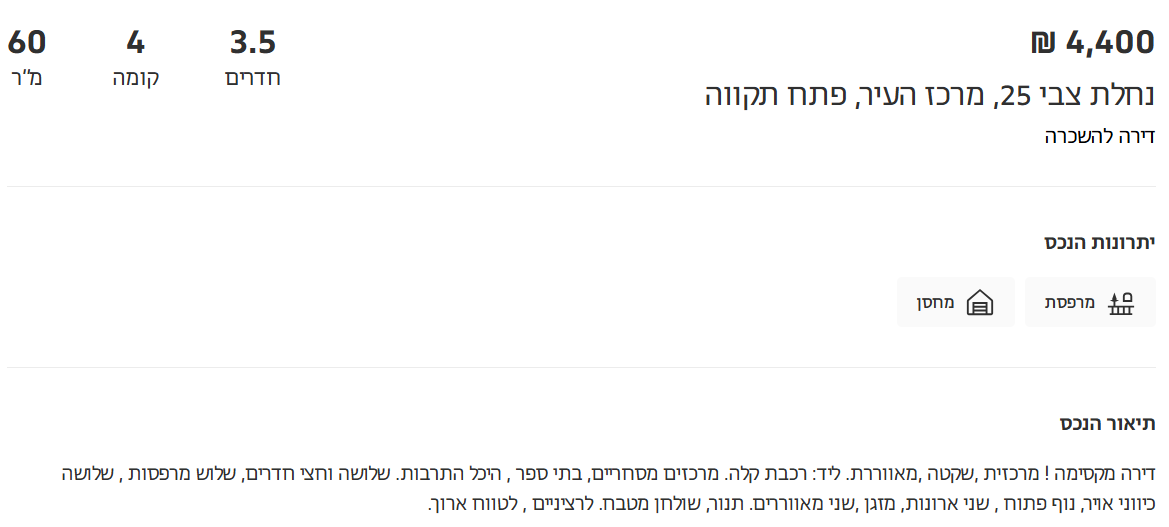 4,400 ₪
נחלת צבי 25, מרכז העיר, פתח תקווה
דירה להשכרה
3.5
חדרים
4
קומה
60
מ״ר
יתרונות הנכס
מרפסת
מחסן
תיאור הנכס
דירה מקסימה ! מרכזית ,שקטה ,מאווררת. ליד: רכבת קלה. מרכזים מסחריים, בתי ספר , היכל התרבות. שלושה וחצי חדרים, שלוש מרפסות , שלושה
כיווני אויר, נוף פתוח , שני ארונות, מזגן ,שני מאווררים. תנור, שולחן מטבח. לרציניים , לטווח ארוך.